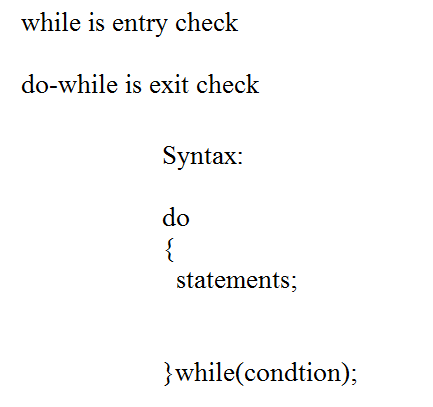 while is entry check
do-while is exit check
Syntax:
do
{
statements;
}while(condtion);